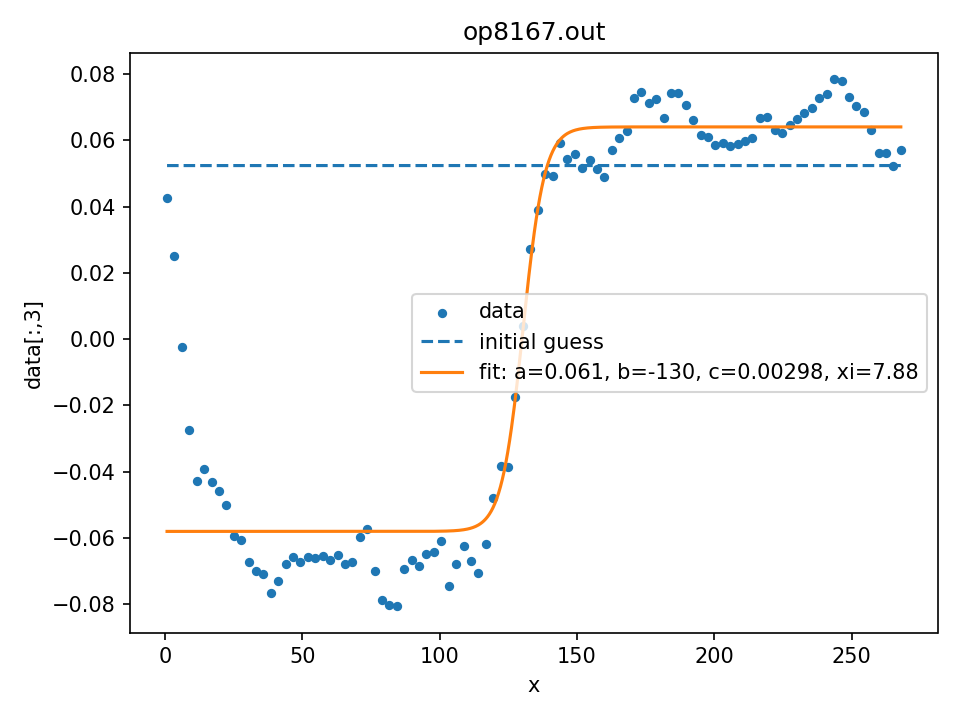 op8167.out
0.08
0.06
0.04
0.02
0.00
−0.02
−0.04
−0.06
−0.08
data[:,3]
data
initial guess
fit: a=0.061, b=-130, c=0.00298, xi=7.88
0 50 100 150 200 250
x